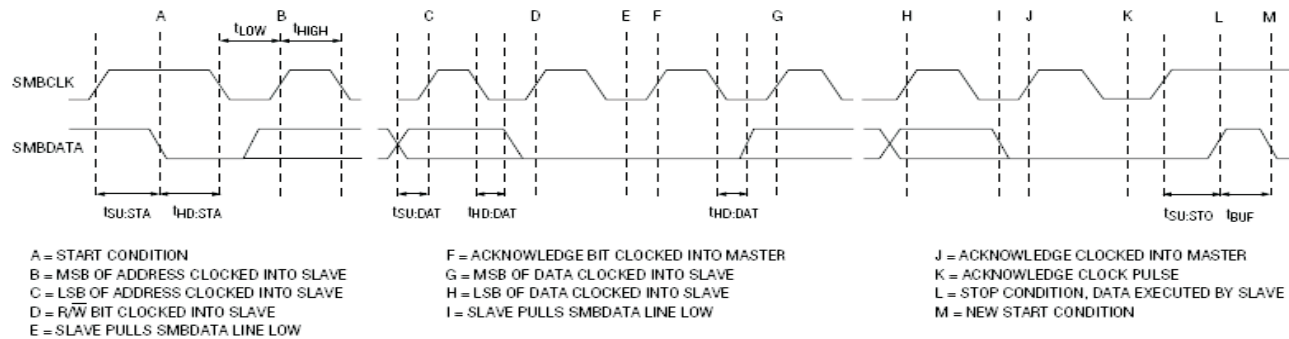 A B C D E F G H I J K L M
tLOW tHIGH
SMBCLK
SMBDATA
tSU:STA tHD:STA tSU:DAT tHD:DAT tHD:DAT tSU:STO tBUF
A = START CONDITION
B = MSB OF ADDRESS CLOCKED INTO SLAVE
C = LSB OF ADDRESS CLOCKED INTO SLAVE
D = R/W BIT CLOCKED INTO SLAVE
E = SLAVE PULLS SMBDATA LINE LOW
F = ACKNOWLEDGE BIT CLOCKED INTO MASTER
G = MSB OF DATA CLOCKED INTO SLAVE
H = LSB OF DATA CLOCKED INTO SLAVE
I = SLAVE PULLS SMBDATA LINE LOW
J = ACKNOWLEDGE CLOCKED INTO MASTER
K = ACKNOWLEDGE CLOCK PULSE
L = STOP CONDITION, DATA EXECUTED BY SLAVE
M = NEW START CONDITION